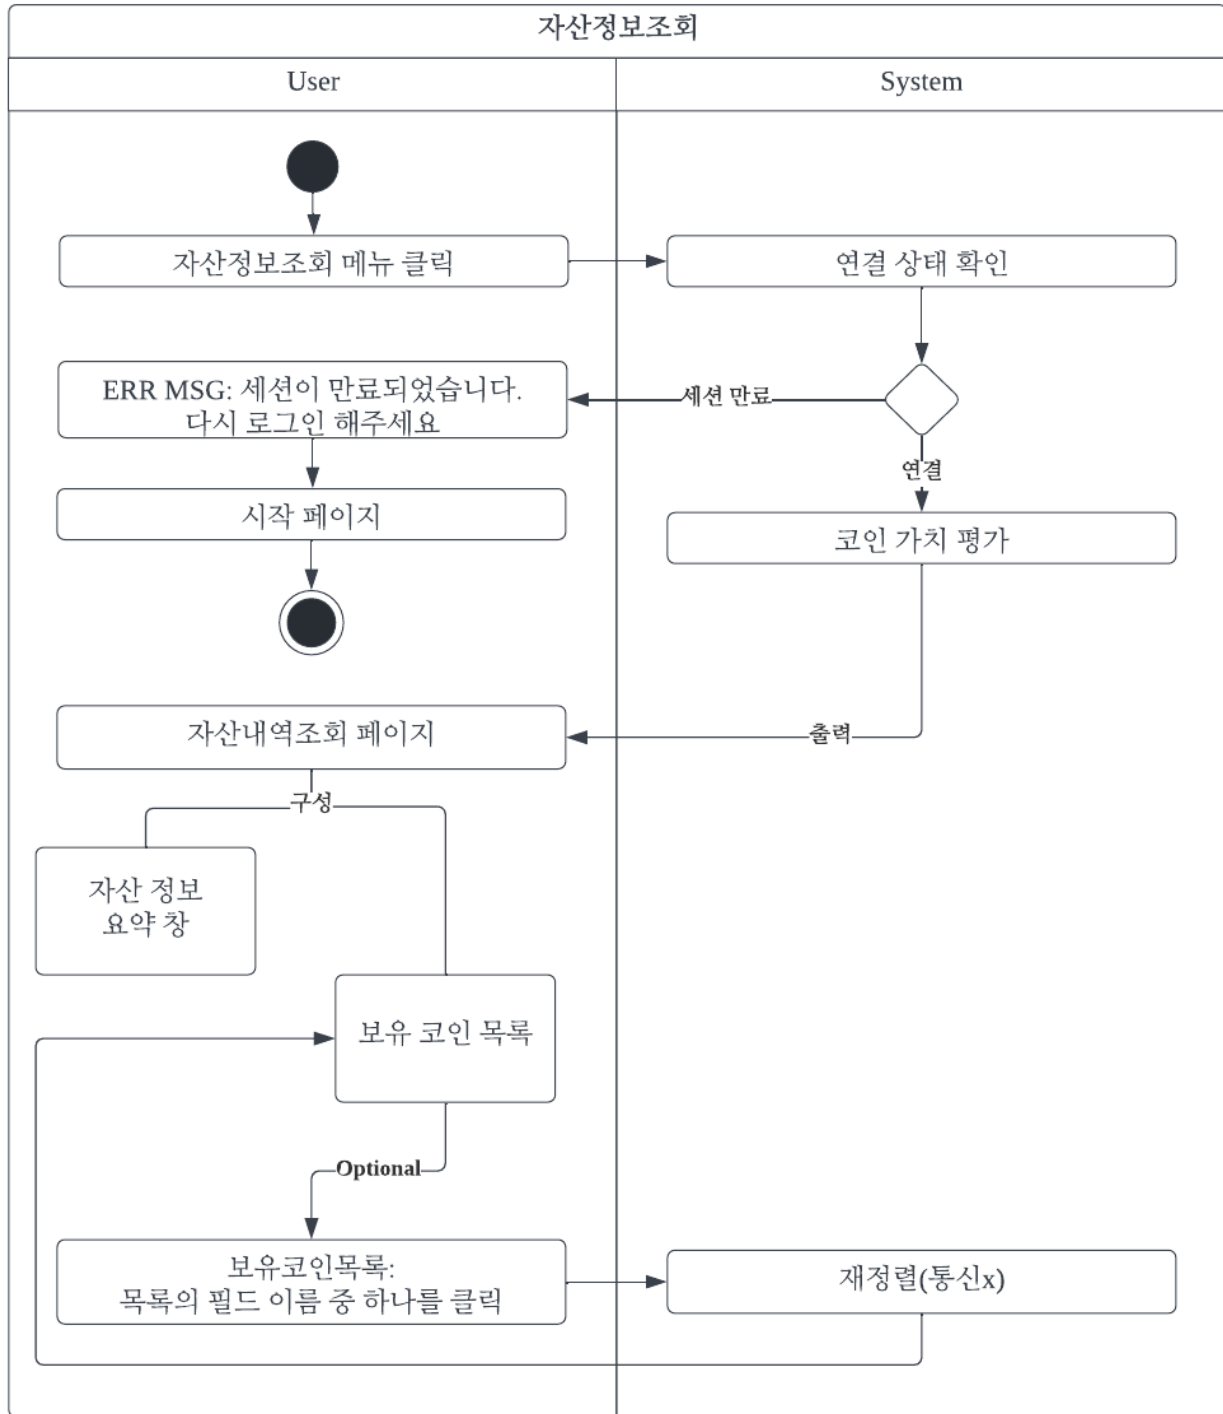 자산정보조회
User
System
자산정보조회 메뉴 클릭
연결 상태 확인
ERR MSG: 세션이 만료되었습니다.
다시 로그인 해주세요
세션 만료
연결
시작 페이지
코인 가치 평가
자산내역조회 페이지
출력
구성
자산 정보
요약 창
보유 코인 목록
Optional
보유코인목록:
목록의 필드 이름 중 하나를 클릭
재정렬(통신x)